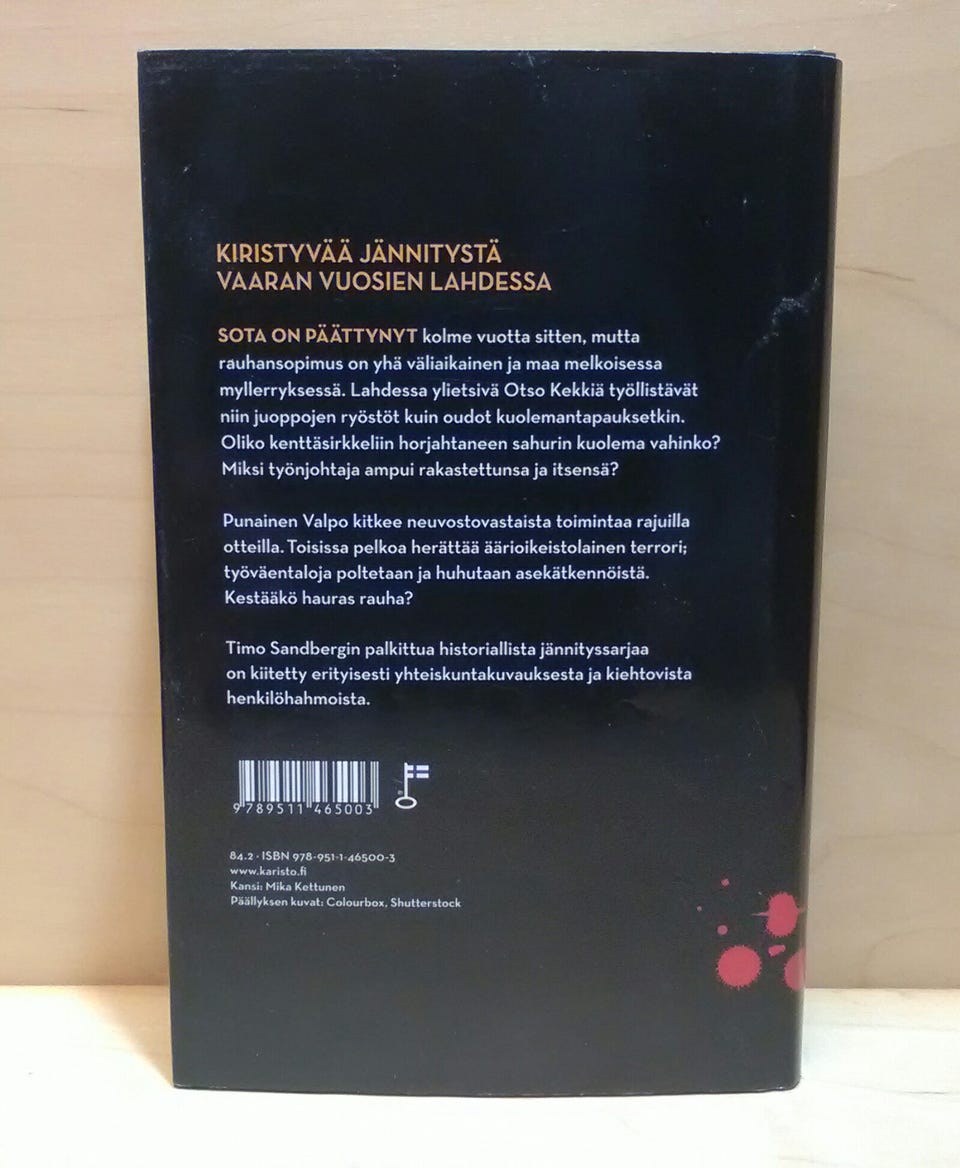 KIRISTYVÄÄ JÄNNITYSTÄ
VAARAN VUOSIEN LAHDESSA
SOTA ON PÄÄTTYNYT kolme vuotta sitten, mutta
rauhansopimus on yhä väliaikainen ja maa melkoisessa
myllerryksessä. Lahdessa ylietsivä Otso Kekkiä työllistävät
niin juoppojen ryöstöt kuin oudot kuolemantapauksetkin.
Oliko kenttäsirkkeliin horjahtaneen sahurin kuolema vahinko?
Miksi työnjohtaja ampui rakastettunsa ja itsensä?
Punainen Valpo kitkee neuvostovastaista toimintaa rajuilla
otteilla. Toisissa pelkoa herättää äärioikeistolainen terrori;
työväentaloja poltetaan ja huhutaan asekätkennöistä.
Kestääkö hauras rauha?
Timo Sandbergin palkittua historiallista jännityssarjaa
on kiitetty erityisesti yhteiskuntakuvauksesta ja kiehtovista
henkilöhahmoista.
9 789511 465003
84.2 · ISBN 978-951-1-46500-3
www.karisto.fi
Kansi: Mika Kettunen
Päällyksen kuvat: Colourbox, Shutterstock